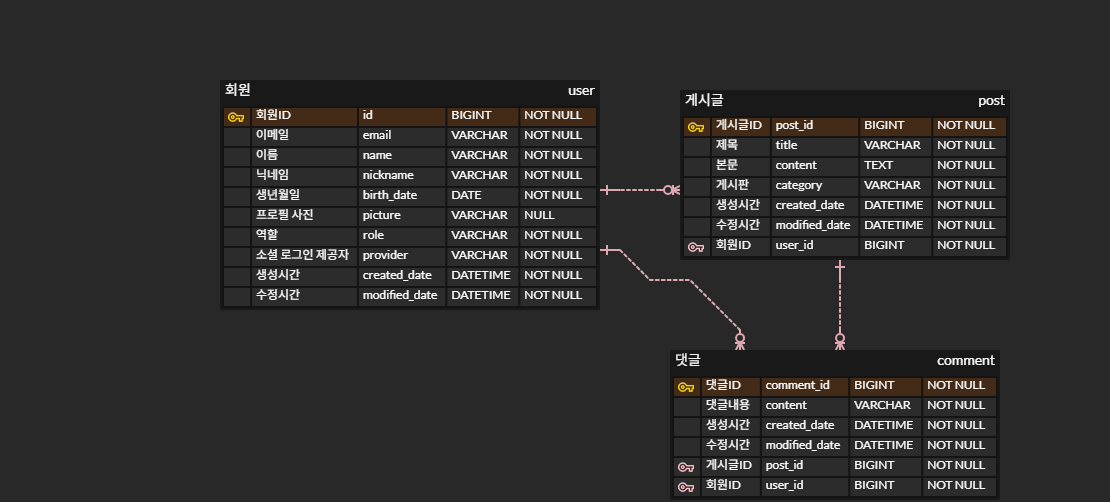 회원 user
회원ID id BIGINT NOT NULL
이메일 email VARCHAR NOT NULL
이름 name VARCHAR NOT NULL
닉네임 nickname VARCHAR NOT NULL
생년월일 birth_date DATE NOT NULL
프로필 사진 picture VARCHAR NULL
역할 role VARCHAR NOT NULL
소셜 로그인 제공자 provider VARCHAR NOT NULL
생성시간 created_date DATETIME NOT NULL
수정시간 modified_date DATETIME NOT NULL
게시글 post
게시글ID post_id BIGINT NOT NULL
제목 title VARCHAR NOT NULL
본문 content TEXT NOT NULL
게시판 category VARCHAR NOT NULL
생성시간 created_date DATETIME NOT NULL
수정시간 modified_date DATETIME NOT NULL
회원ID user_id BIGINT NOT NULL
댓글 comment
댓글ID comment_id BIGINT NOT NULL
댓글내용 content VARCHAR NOT NULL
생성시간 created_date DATETIME NOT NULL
수정시간 modified_date DATETIME NOT NULL
게시글ID post_id BIGINT NOT NULL
회원ID user_id BIGINT NOT NULL